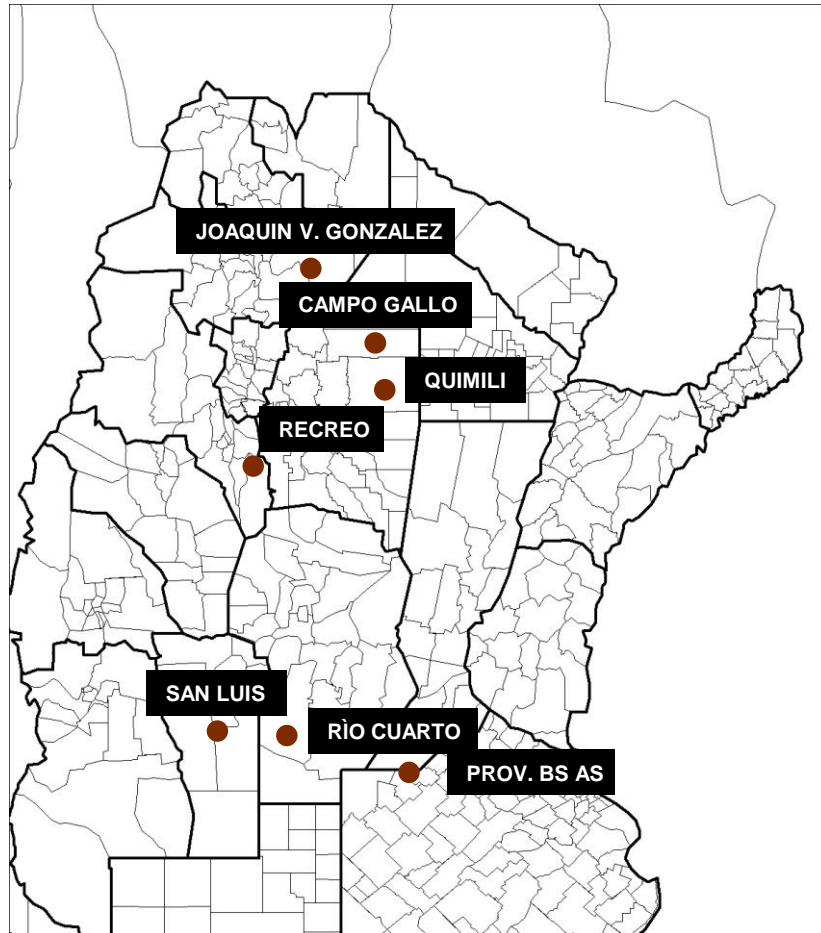 JOAQUIN V. GONZALEZ
CAMPO GALLO
QUIMILI
RECREO
SAN LUIS
RÌO CUARTO
PROV. BS AS